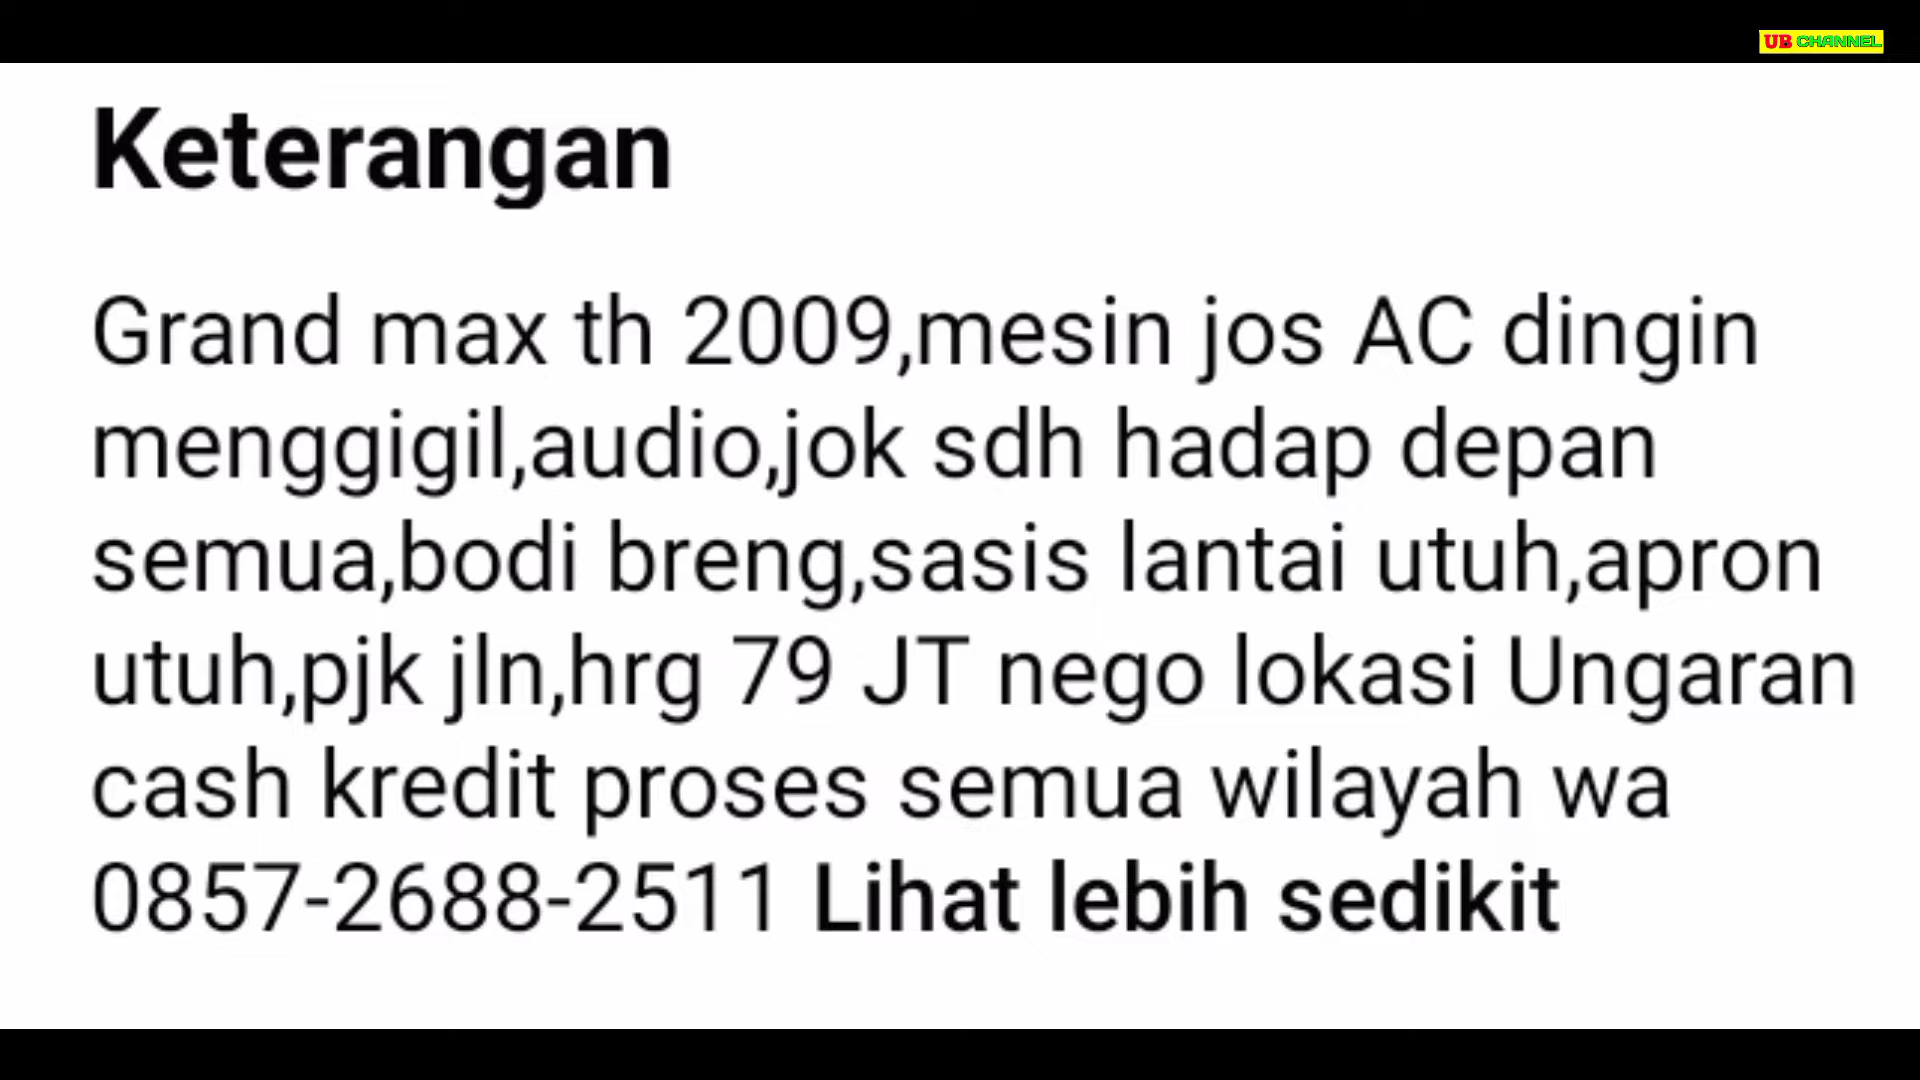 UB CHANNEL
Keterangan
Grand max th 2009,mesin jos AC dingin
menggigil,audio,jok sdh hadap depan
semua,bodi breng,sasis lantai utuh,apron
utuh,pjk jln,hrg 79 JT nego lokasi Ungaran
cash kredit proses semua wilayah wa
0857-2688-2511 Lihat lebih sedikit